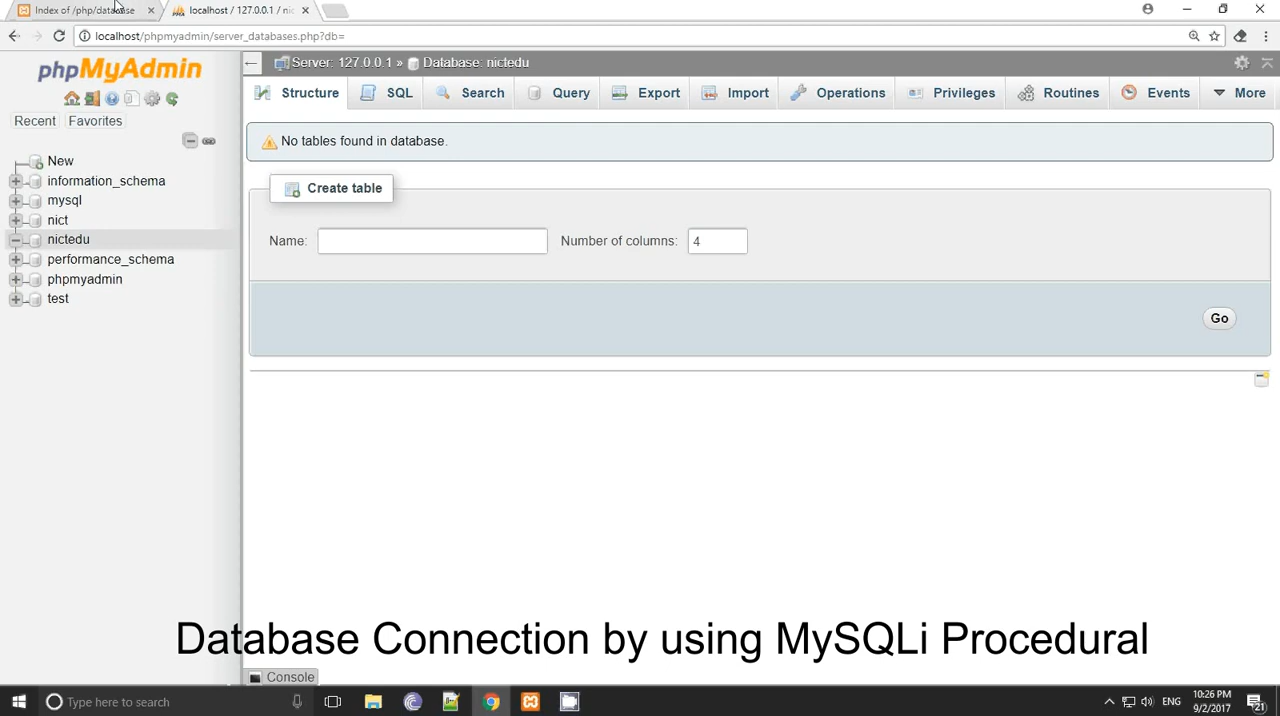 Index of /php/database
localhost / 127.0.0.1 / nic
localhost/phpmyadmin/server_databases.php?db=
phpMyAdmin
Server: 127.0.0.1 » Database: nictedu
Structure SQL Search Query Export Import Operations Privileges Routines Events More
Recent Favorites
No tables found in database.
New
information_schema
mysql
nict
nictedu
performance_schema
phpmyadmin
test
Create table
Name: Number of columns: 4
Go
Database Connection by using MySQLi Procedural
Console
Type here to search
ENG
10:26 PM
9/2/2017
21